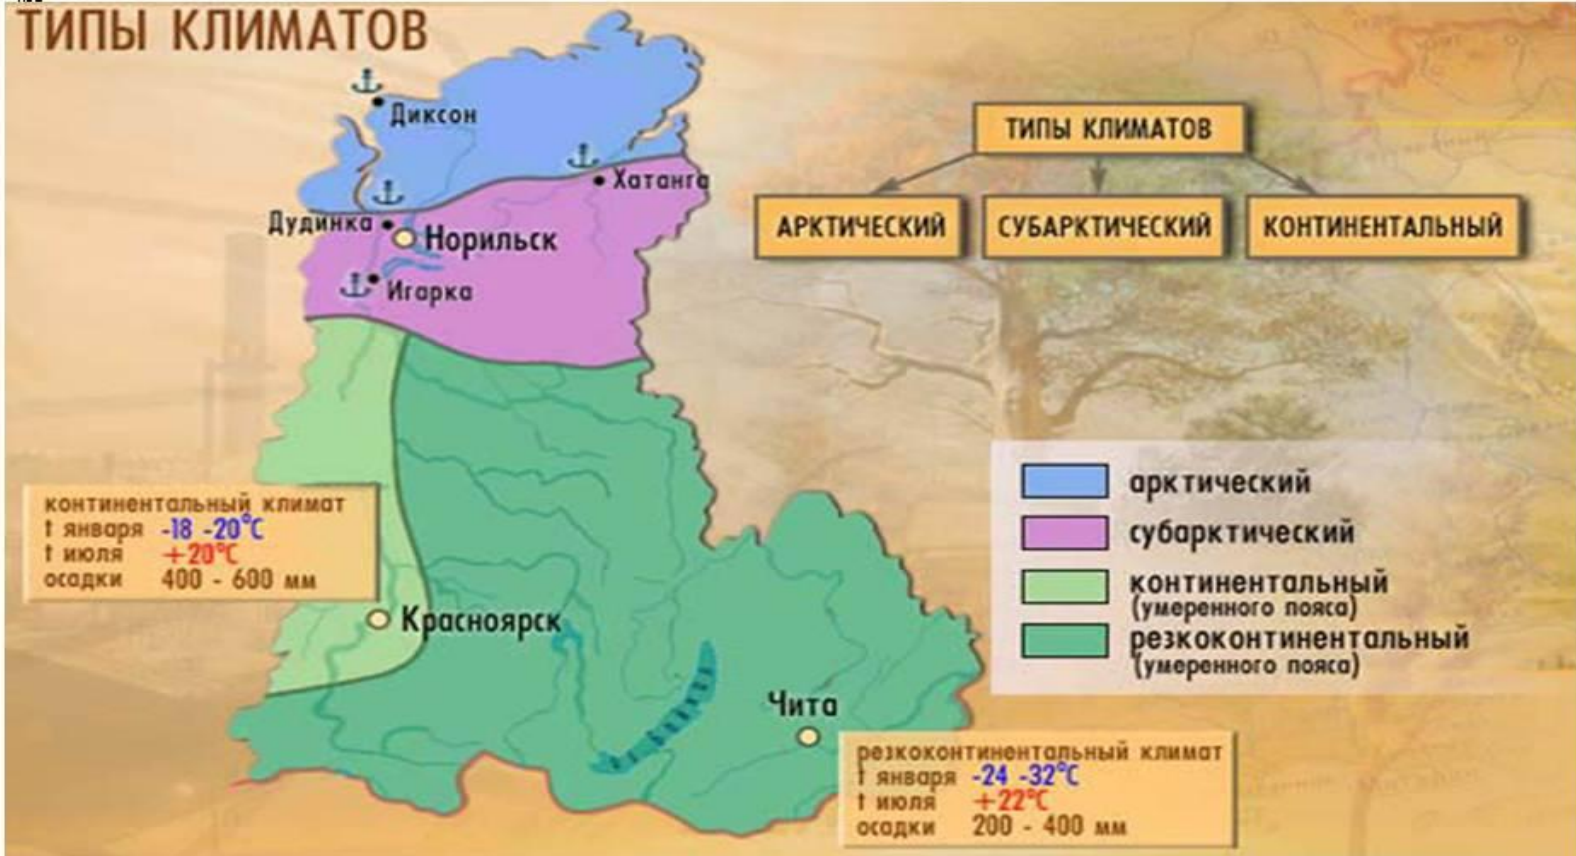 ТИПЫ КЛИМАТОВ
Диксон
Хатанга
Дудинка
Норильск
Игарка
ТИПЫ КЛИМАТОВ
АРКТИЧЕСКИЙ
СУБАРКТИЧЕСКИЙ
КОНТИНЕНТАЛЬНЫЙ
континентальный климат
t января -18 -20°С
t июля +20°С
осадки 400 - 600 мм
Красноярск
арктический
субарктический
континентальный
(умеренного пояса)
резкоконтинентальный
(умеренного пояса)
Чита
резкоконтинентальный климат
t января -24 -32°С
t июля +22°С
осадки 200 - 400 мм